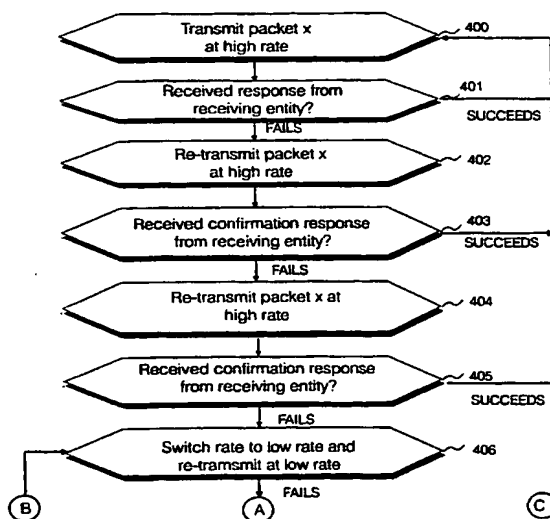 Transmit packet x
at high rate
400
Received response from
receiving entity?
401
SUCCEEDS
FAILS
Re-transmit packet x
at high rate
402
Received confirmation response
from receiving entity?
403
SUCCEEDS
FAILS
Re-transmit packet x at
high rate
404
Received confirmation response
from receiving entity?
405
SUCCEEDS
FAILS
Switch rate to low rate and
re-tramsmit at low rate
406
FAILS
B
A
C